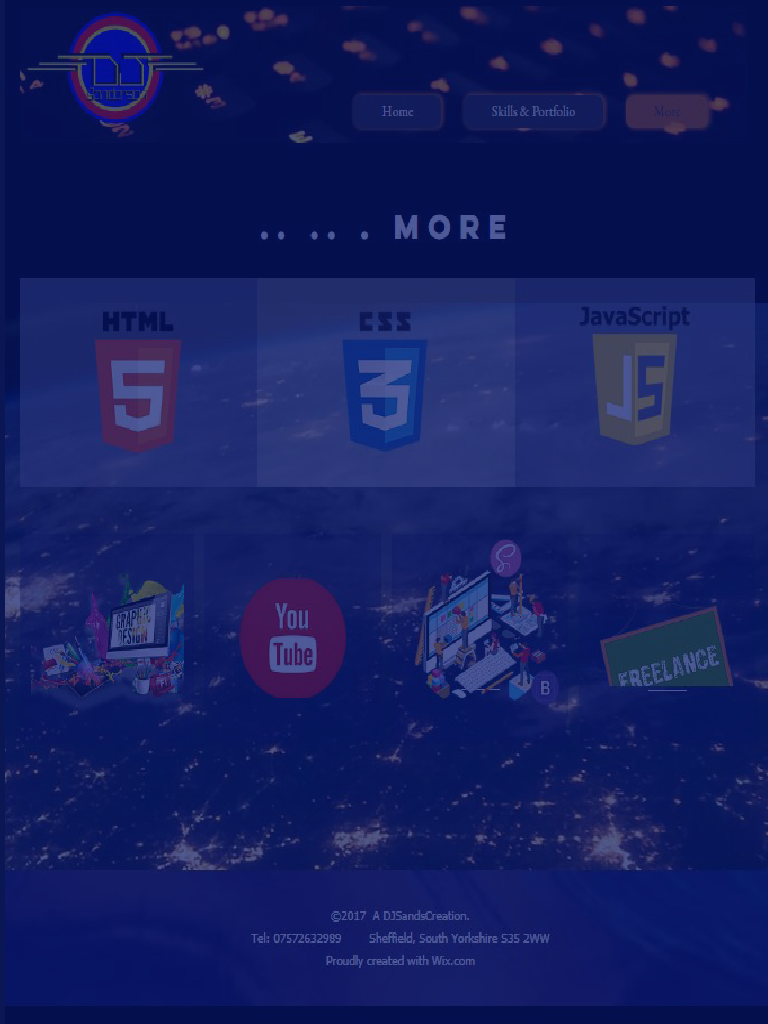 DJ
Home
Skills & Portfolio
More
.. .. . MORE
HTML
CSS
JavaScript
5
3
JS
GRAPHIC
DESIGN
You
Tube
B
FREELANCE
©2017 A DJSandsCreation.
Tel: 07572632989 Sheffield, South Yorkshire S35 2WW
Proudly created with Wix.com